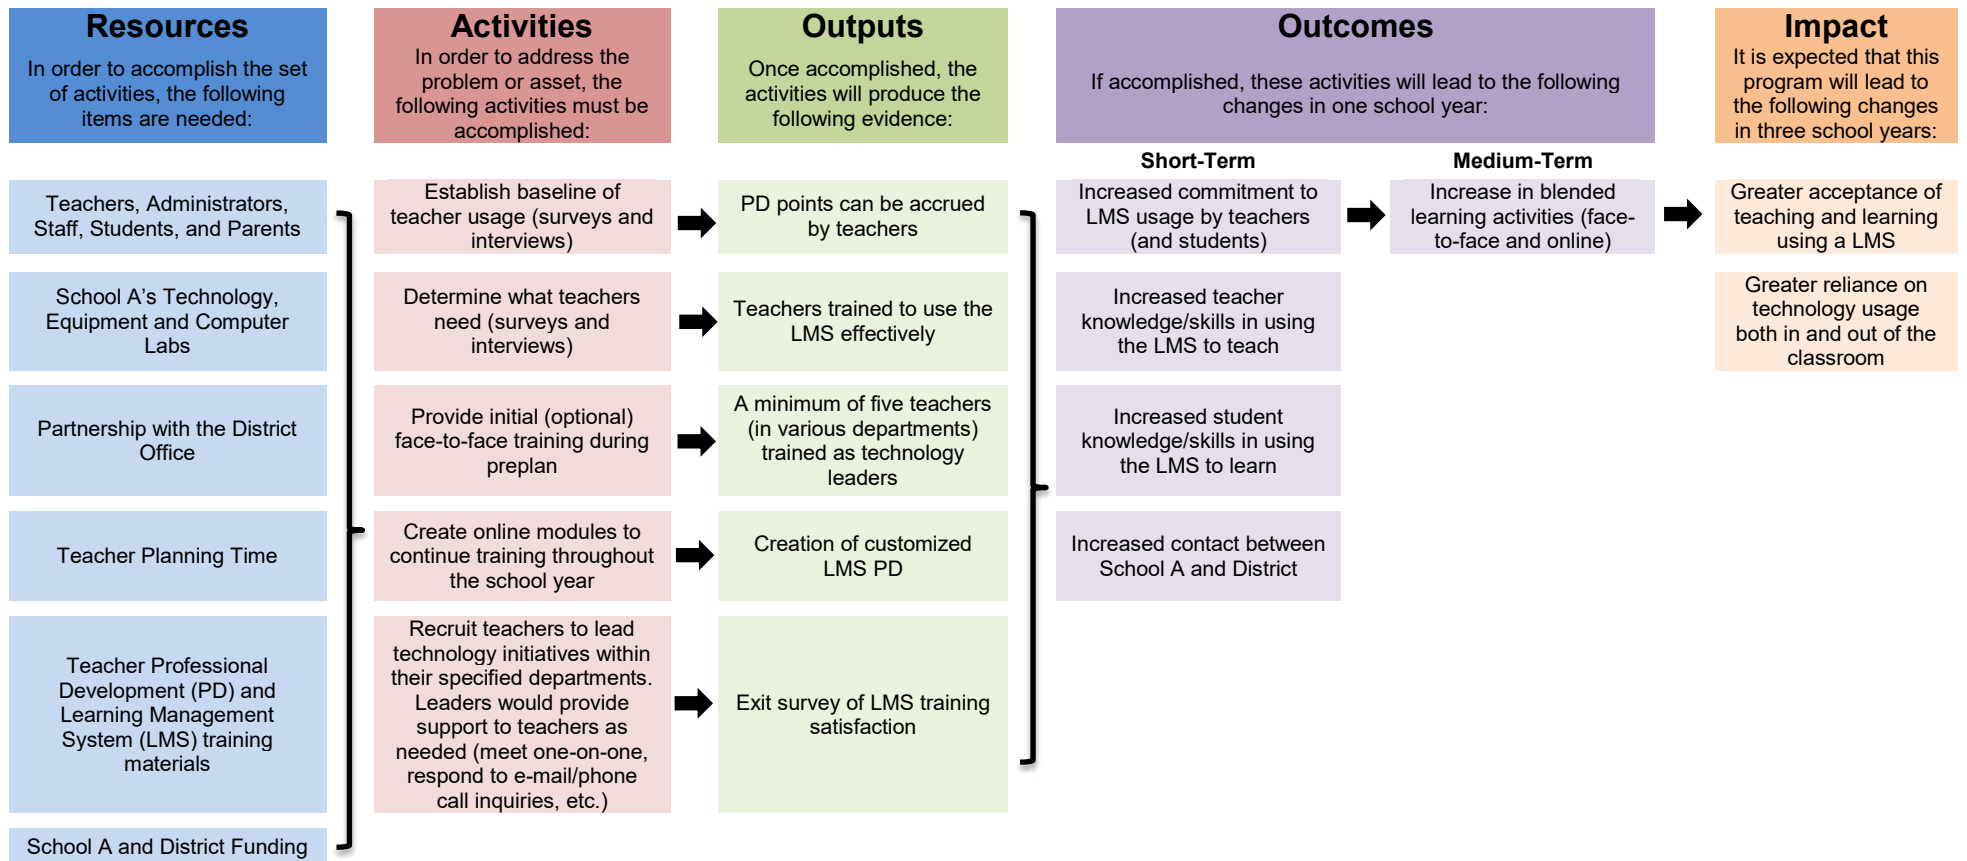 Resources
In order to accomplish the set
of activities, the following
items are needed:
Activities
In order to address the
problem or asset, the
following activities must be
accomplished:
Outputs
Once accomplished, the
activities will produce the
following evidence:
Outcomes
If accomplished, these activities will lead to the following
changes in one school year:
Impact
It is expected that this
program will lead to
the following changes
in three school years:
Short-Term
Medium-Term
Teachers, Administrators,
Staff, Students, and Parents
Establish baseline of
teacher usage (surveys and
interviews)
PD points can be accrued
by teachers
Increased commitment to
LMS usage by teachers
(and students)
Increase in blended
learning activities (face-
to-face and online)
Greater acceptance of
teaching and learning
using a LMS
School A’s Technology,
Equipment and Computer
Labs
Determine what teachers
need (surveys and
interviews)
Teachers trained to use the
LMS effectively
Increased teacher
knowledge/skills in using
the LMS to teach
Greater reliance on
technology usage
both in and out of the
classroom
Partnership with the District
Office
Provide initial (optional)
face-to-face training during
preplan
A minimum of five teachers
(in various departments)
trained as technology
leaders
Increased student
knowledge/skills in using
the LMS to learn
Teacher Planning Time
Create online modules to
continue training throughout
the school year
Creation of customized
LMS PD
Increased contact between
School A and District
Teacher Professional
Development (PD) and
Learning Management
System (LMS) training
materials
Recruit teachers to lead
technology initiatives within
their specified departments.
Leaders would provide
support to teachers as
needed (meet one-on-one,
respond to e-mail/phone
call inquiries, etc.)
Exit survey of LMS training
satisfaction
School A and District Funding